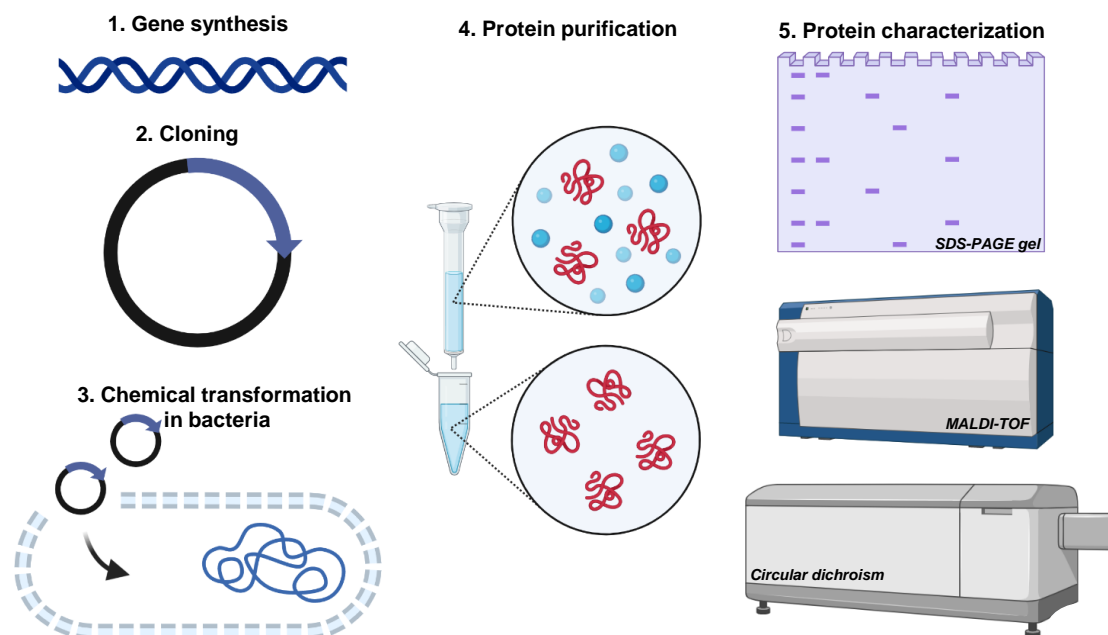 1. Gene synthesis
2. Cloning
3. Chemical transformation
in bacteria
4. Protein purification
5. Protein characterization
SDS-PAGE gel
MALDI-TOF
Circular dichroism